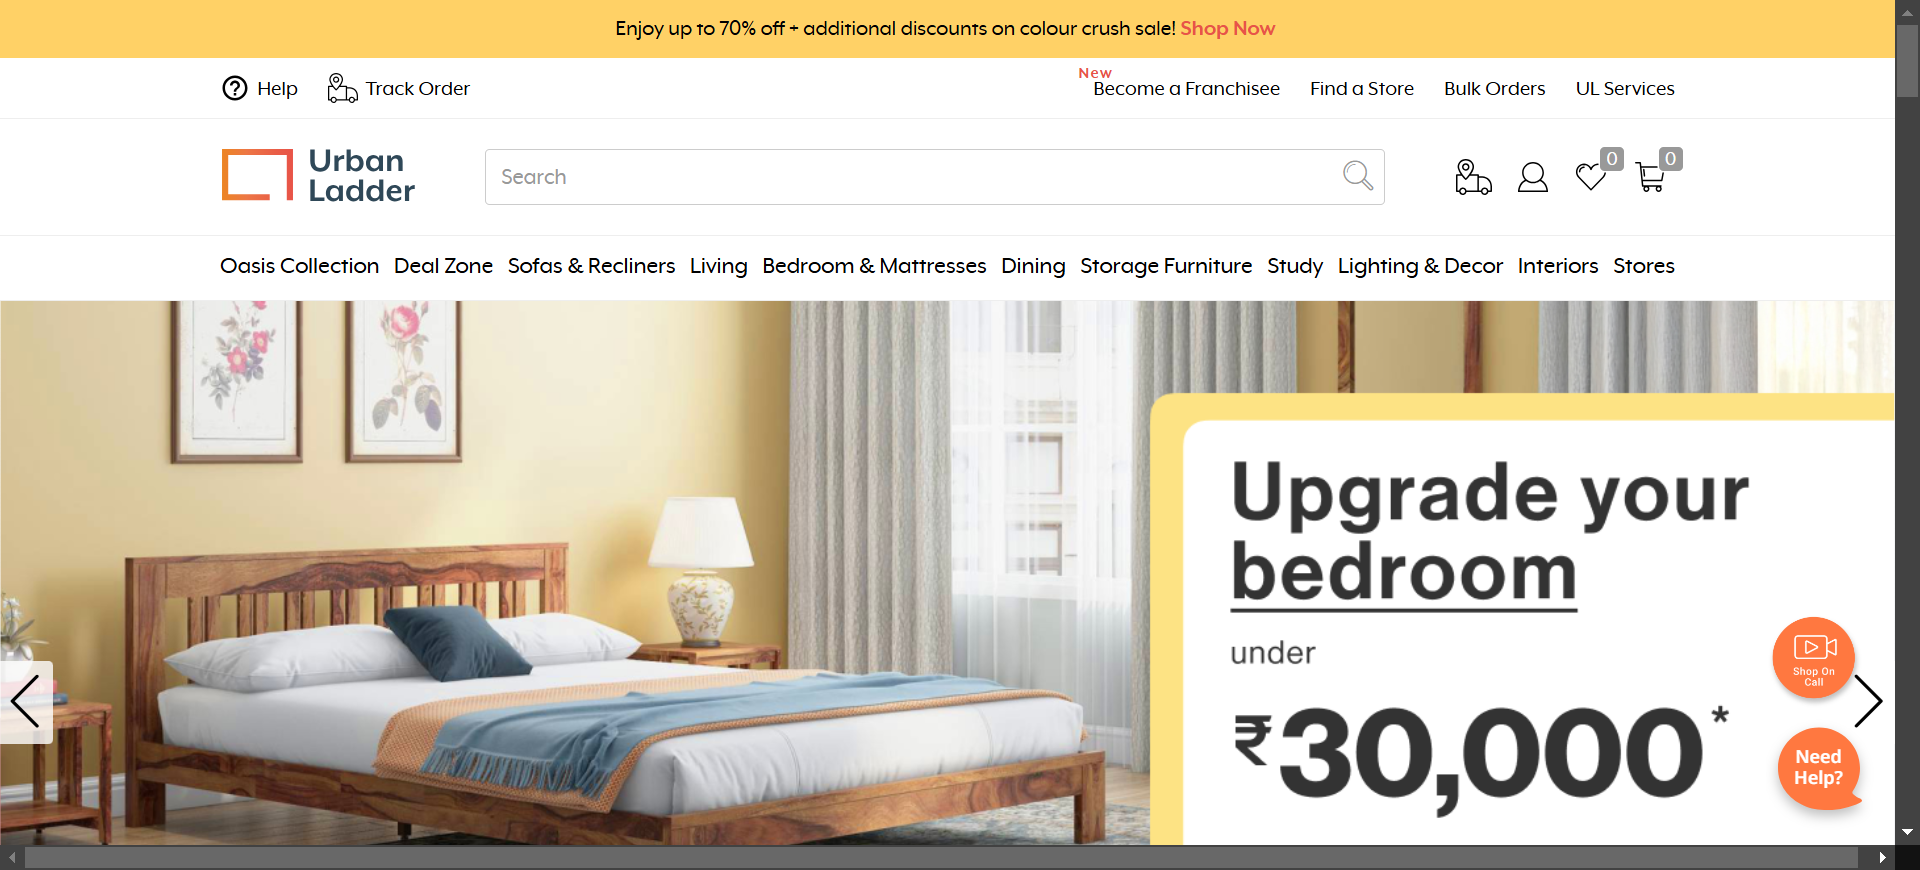 Enjoy up to 70% off + additional discounts on colour crush sale! Shop Now
Help
Track Order
New
Become a Franchisee
Find a Store
Bulk Orders
UL Services
Urban
Ladder
Search
0
0
Oasis Collection
Deal Zone
Sofas & Recliners
Living
Bedroom & Mattresses
Dining
Storage Furniture
Study
Lighting & Decor
Interiors
Stores
Upgrade your
bedroom
under
₹30,000*
Shop On
Call
Need
Help?